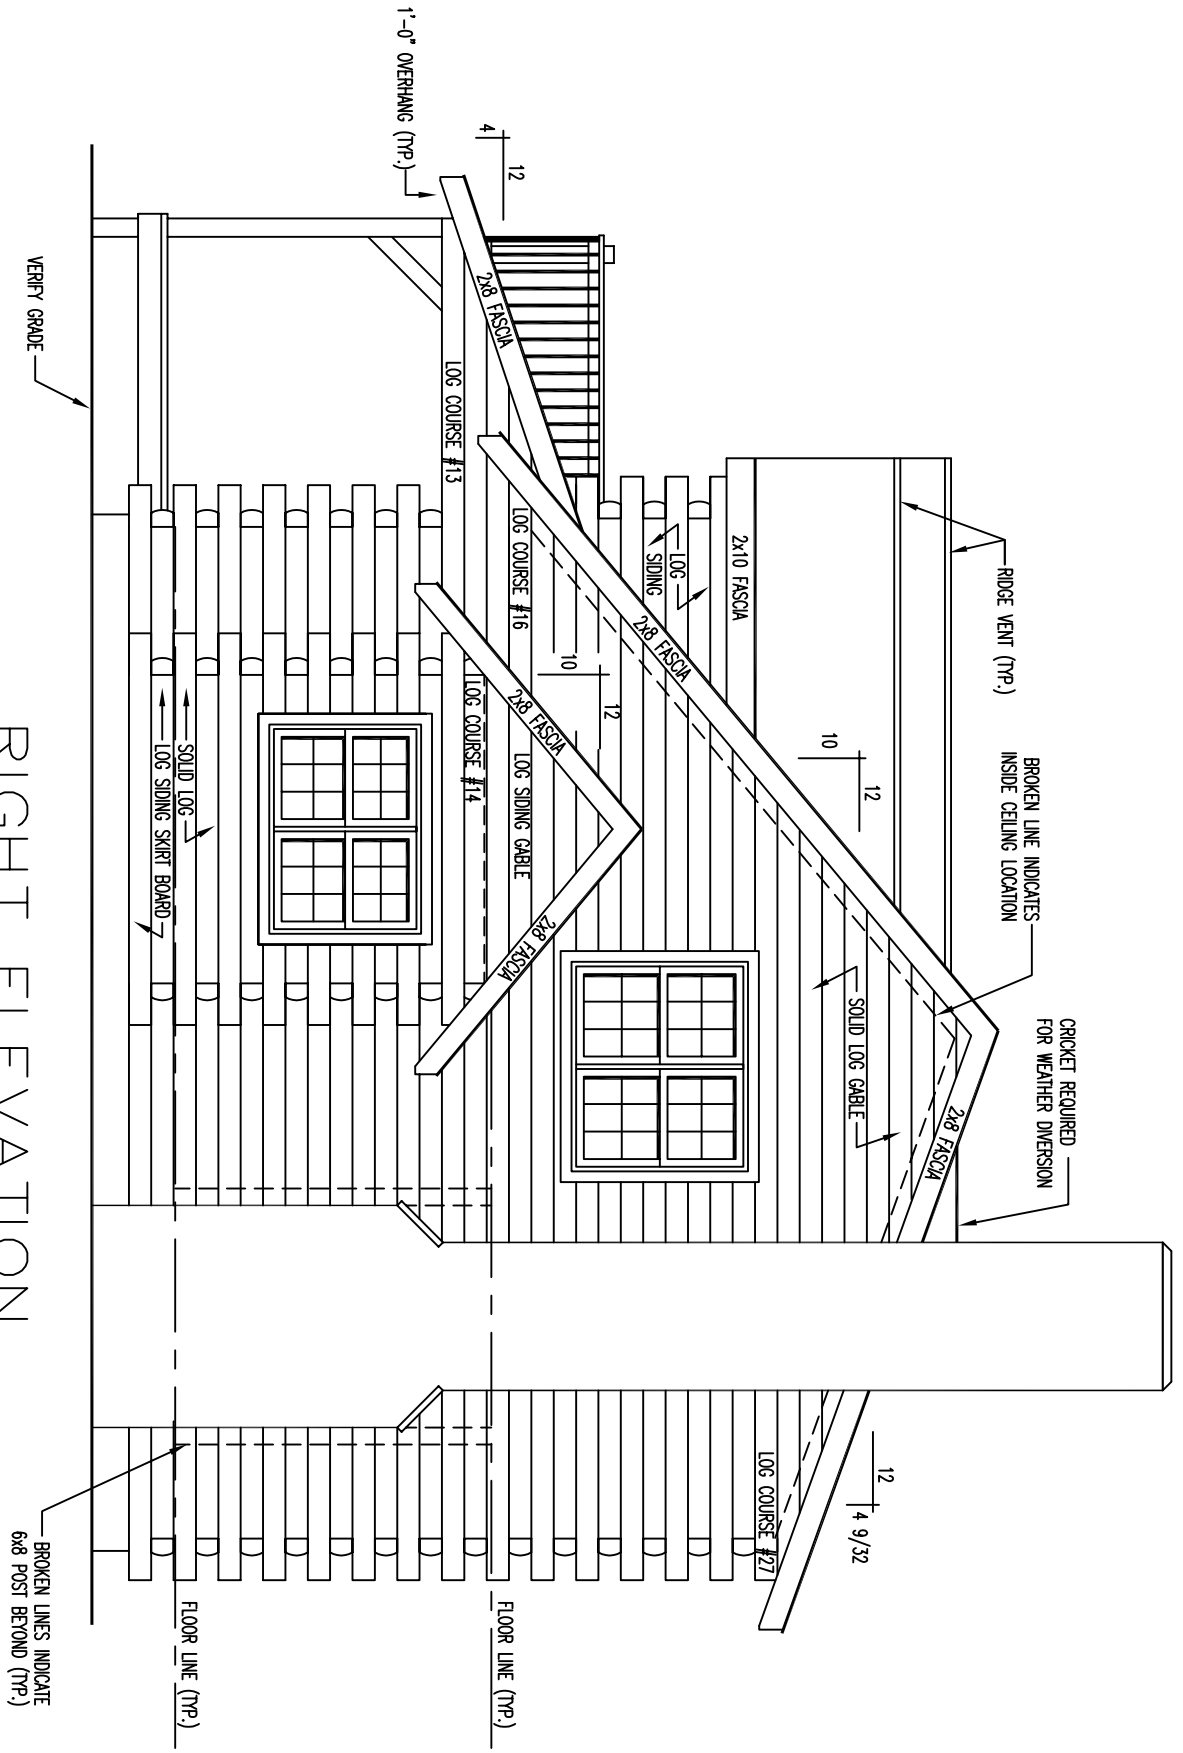 RIDGE VENT (TYP.)
BROKEN LINE INDICATES
INSIDE CEILING LOCATION
CRICKET REQUIRED
FOR WEATHER DIVERSION
10
12
2x8 FASCIA
12
4 9/32
SOLID LOG GABLE
2x10 FASCIA
LOG
SIDING
2x8 FASCIA
LOG COURSE #27
10
12
12
4
2x8 FASCIA
LOG COURSE #16
2x8 FASCIA
LOG SIDING GABLE
2x8 FASCIA
FLOOR LINE (TYP.)
1'-0" OVERHANG (TYP.)
LOG COURSE #13
LOG COURSE #14
SOLID LOG
LOG SIDING SKIRT BOARD
FLOOR LINE (TYP.)
VERIFY GRADE
BROKEN LINES INDICATE
6x8 POST BEYOND (TYP.)
RIGHT ELEVATION